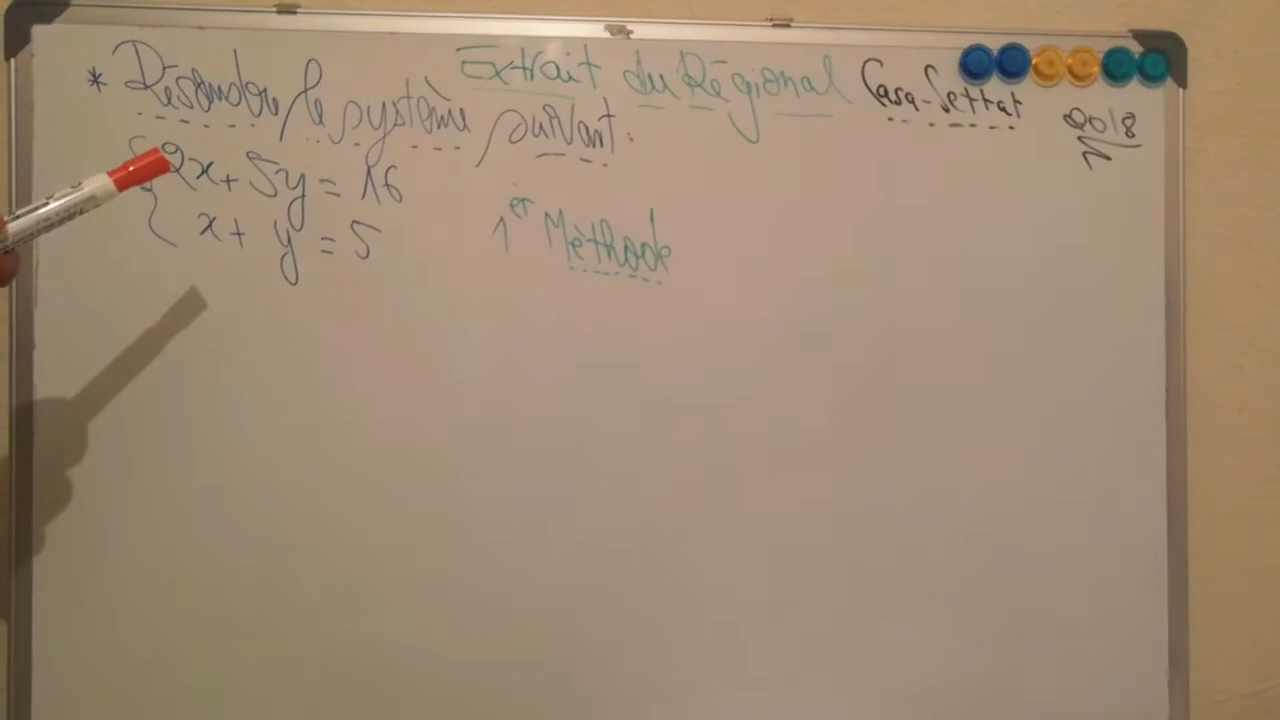 Extrait du Régional Casa-Settat
2018
* Résoudre le système suivant:
2x + 5y = 16
x + y = 5
1er Méthode